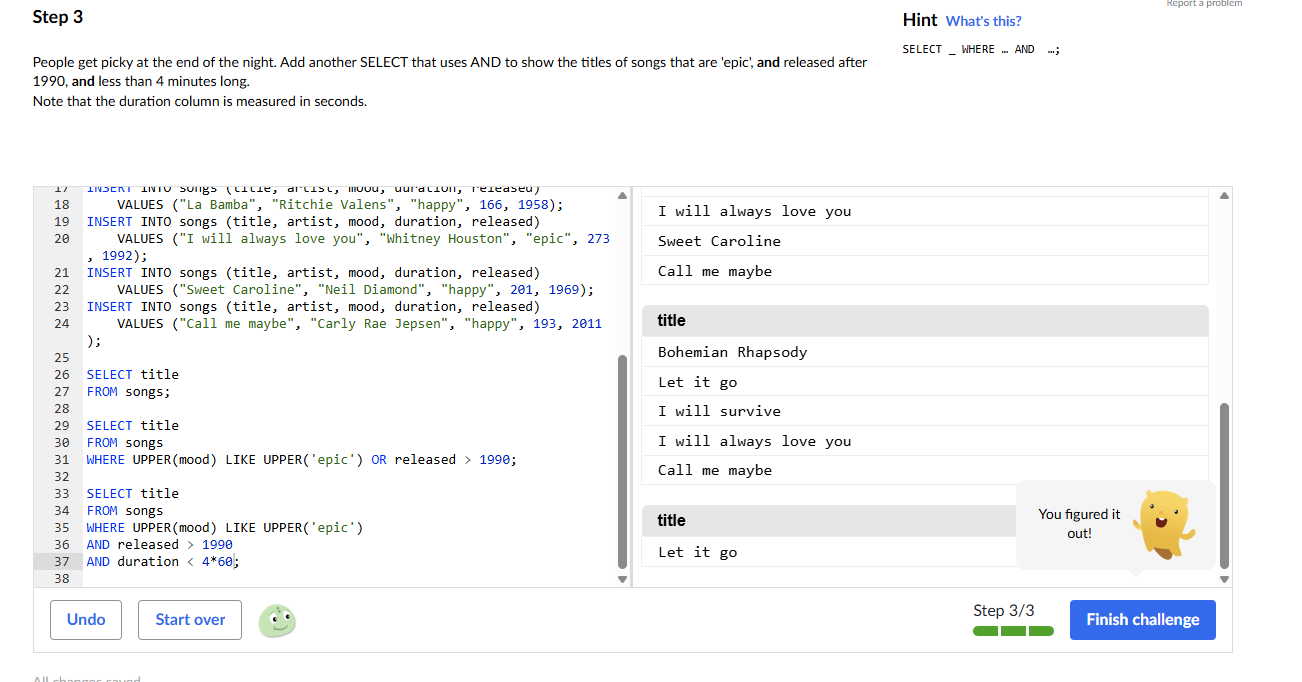 Report a problem
Step 3
Hint What's this?
SELECT _ WHERE … AND …;
People get picky at the end of the night. Add another SELECT that uses AND to show the titles of songs that are 'epic', and released after
1990, and less than 4 minutes long.
Note that the duration column is measured in seconds.
17 INSERT INTO songs (title, artist, mood, duration, released)
18 VALUES ("La Bamba", "Ritchie Valens", "happy", 166, 1958);
19 INSERT INTO songs (title, artist, mood, duration, released)
20 VALUES ("I will always love you", "Whitney Houston", "epic", 273
, 1992);
21 INSERT INTO songs (title, artist, mood, duration, released)
22 VALUES ("Sweet Caroline", "Neil Diamond", "happy", 201, 1969);
23 INSERT INTO songs (title, artist, mood, duration, released)
24 VALUES ("Call me maybe", "Carly Rae Jepsen", "happy", 193, 2011
);
25
26 SELECT title
27 FROM songs;
28
29 SELECT title
30 FROM songs
31 WHERE UPPER(mood) LIKE UPPER('epic') OR released > 1990;
32
33 SELECT title
34 FROM songs
35 WHERE UPPER(mood) LIKE UPPER('epic')
36 AND released > 1990
37 AND duration < 4*60;
38
I will always love you
Sweet Caroline
Call me maybe
title
Bohemian Rhapsody
Let it go
I will survive
I will always love you
Call me maybe
title
Let it go
You figured it
out!
Undo
Start over
Step 3/3
Finish challenge
All changes saved